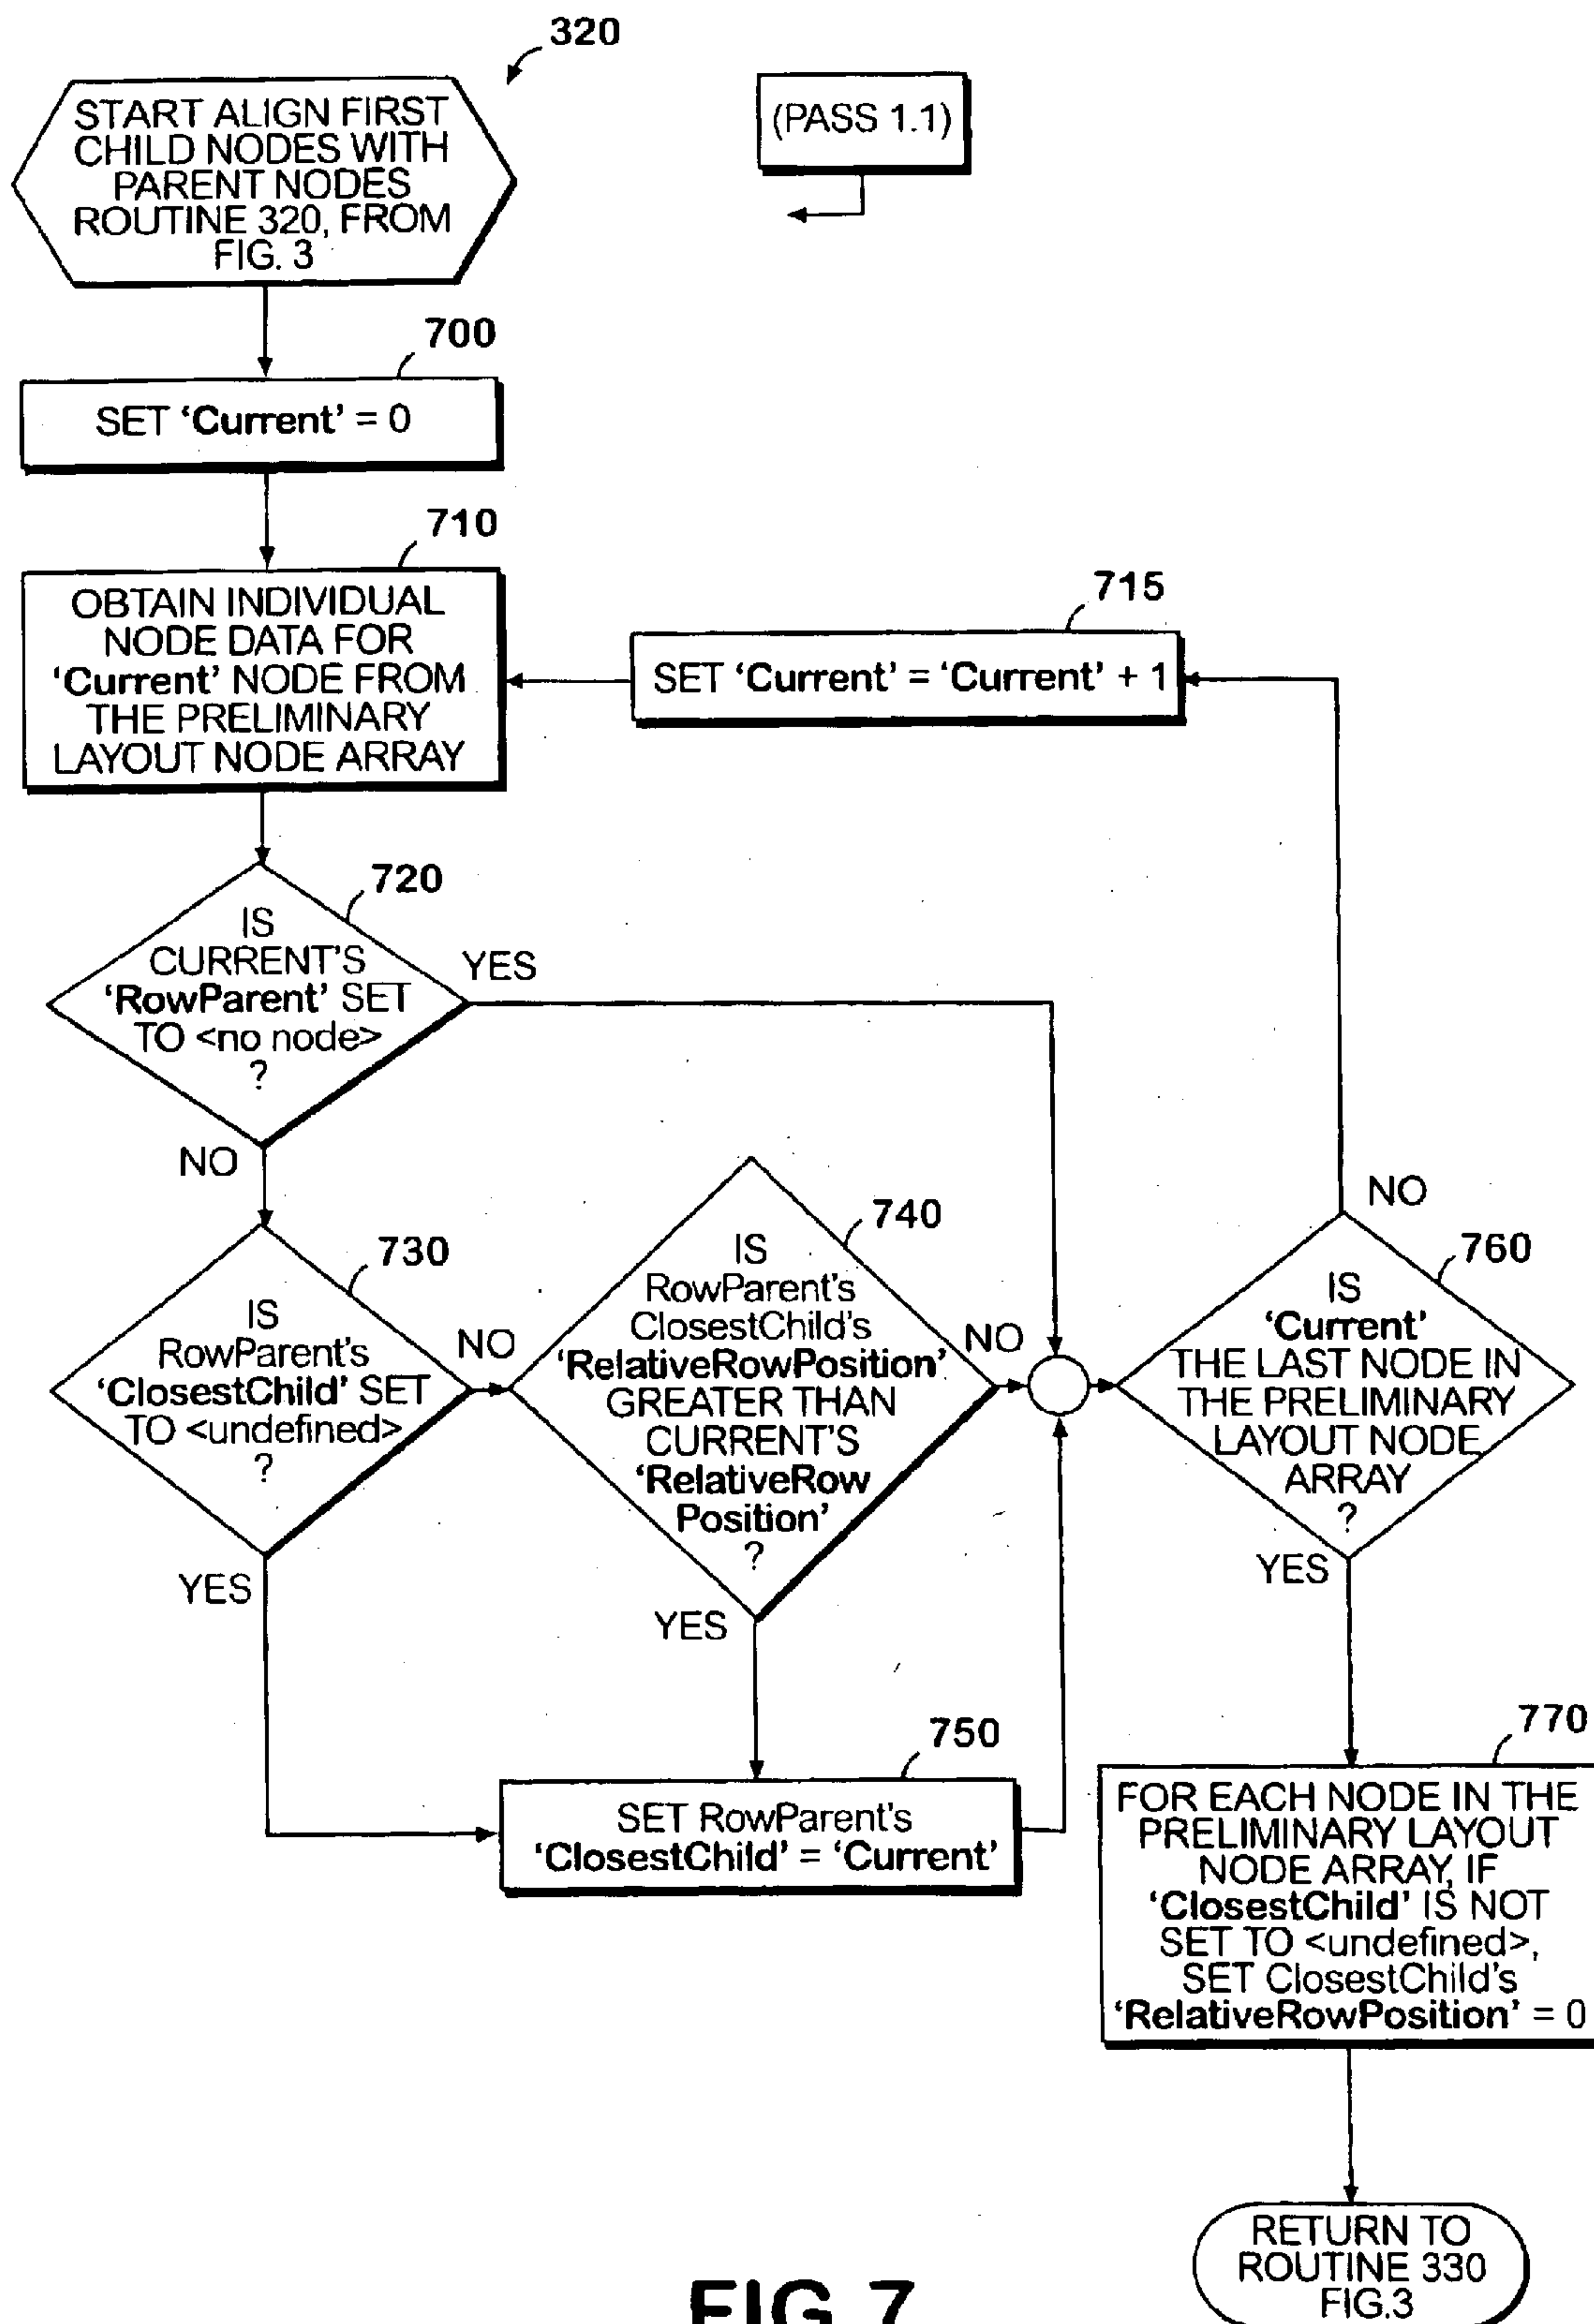 320
START ALIGN FIRST
CHILD NODES WITH
PARENT NODES
ROUTINE 320, FROM
FIG. 3
(PASS 1.1)
700
SET ‘Current’ = 0
710
OBTAIN INDIVIDUAL
NODE DATA FOR
‘Current’ NODE FROM
THE PRELIMINARY
LAYOUT NODE ARRAY
715
SET ‘Current’ = ‘Current’ + 1
720
IS
CURRENT’S
‘RowParent’ SET
TO <no node>
?
YES
NO
730
IS
RowParent’s
‘ClosestChild’ SET
TO <undefined>
?
NO
YES
740
IS
RowParent’s
ClosestChild’s
‘RelativeRowPosition’
GREATER THAN
CURRENT’S
‘RelativeRow
Position’
?
NO
YES
750
SET RowParent’s
‘ClosestChild’ = ‘Current’
NO
760
IS
‘Current’
THE LAST NODE IN
THE PRELIMINARY
LAYOUT NODE
ARRAY
?
YES
770
FOR EACH NODE IN THE
PRELIMINARY LAYOUT
NODE ARRAY, IF
‘ClosestChild’ IS NOT
SET TO <undefined>,
SET ClosestChild’s
‘RelativeRowPosition’ = 0
RETURN TO
ROUTINE 330
FIG.3
FIG.7